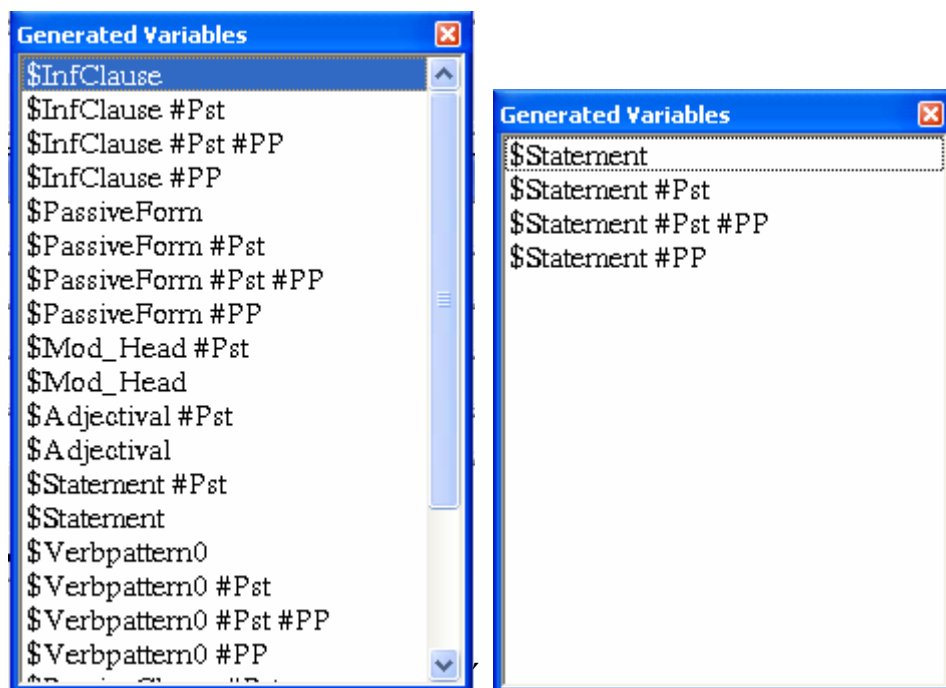 Generated Variables
$InfClause
$InfClause #Pst
$InfClause #Pst #PP
$InfClause #PP
$PassiveForm
$PassiveForm #Pst
$PassiveForm #Pst #PP
$PassiveForm #PP
$Mod_Head #Pst
$Mod_Head
$Adjectival #Pst
$Adjectival
$Statement #Pst
$Statement
$Verbpattern0
$Verbpattern0 #Pst
$Verbpattern0 #Pst #PP
$Verbpattern0 #PP
,
Generated Variables
$Statement
$Statement #Pst
$Statement #Pst #PP
$Statement #PP